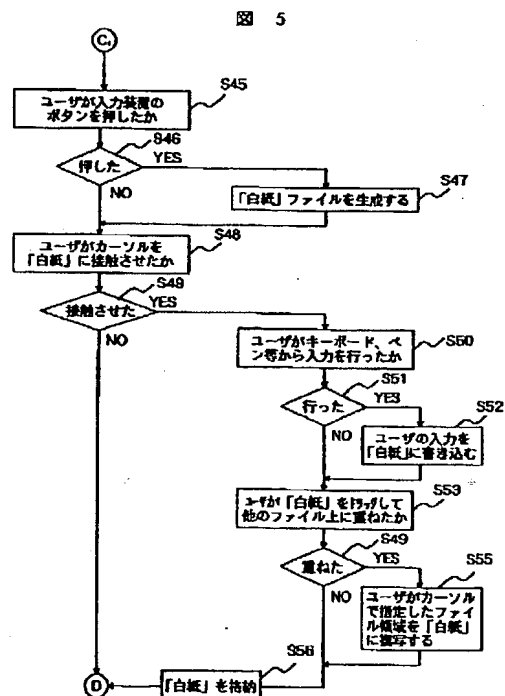 図 5
C₁
S45
ユーザが入力装置の
ボタンを押したか
S46
押した
YES
NO
S47
「白紙」ファイルを生成する
S48
ユーザがカーソルを
「白紙」に接触させたか
S49
接触させた
YES
NO
S50
ユーザがキーボード、ペ
ン等から入力を行ったか
S51
行った
YES
NO
S52
ユーザの入力を
「白紙」に書き込む
S53
ユーザが「白紙」をドラッグして
他のファイル上に重ねたか
S49
重ねた
YES
NO
S55
ユーザがカーソル
で指定したファイ
ル領域を「白紙」
に複写する
S56
「白紙」を格納
D